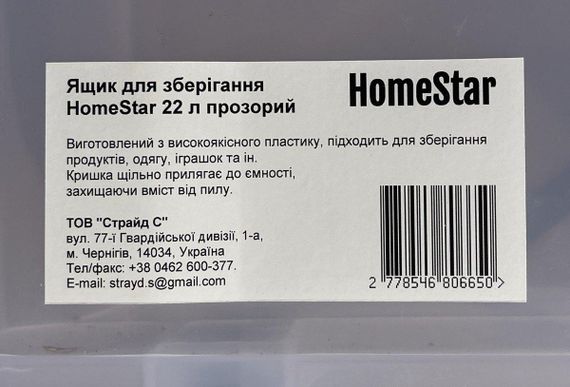 Ящик для зберігання
HomeStar 22 л прозорий
HomeStar
Виготовлений з високоякісного пластику, підходить для зберігання
продуктів, одягу, іграшок та ін.
Кришка щільно прилягає до ємності,
захищаючи вміст від пилу.
ТОВ "Страйд С"
вул. 77-ї Гвардійської дивізії, 1-а,
м. Чернігів, 14034, Україна
Тел/факс: +38 0462 600-377.
E-mail: strayd.s@gmail.com
2 778546 806650 >